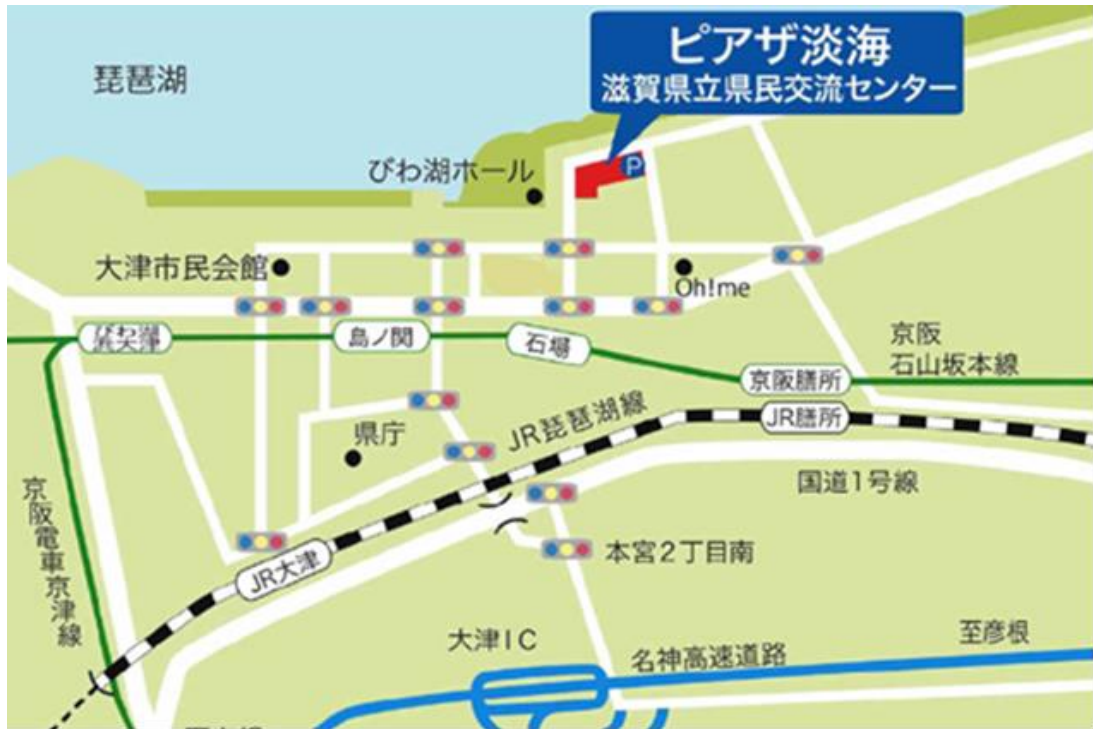 ピアザ淡海
滋賀県立県民交流センター
琵琶湖
びわ湖ホール
P
大津市民会館
Oh!me
島ノ関
石場
京阪
石山坂本線
京阪膳所
JR膳所
JR琵琶湖線
県庁
国道1号線
京阪電車京津線
JR大津
本宮2丁目南
大津IC
名神高速道路
至彦根